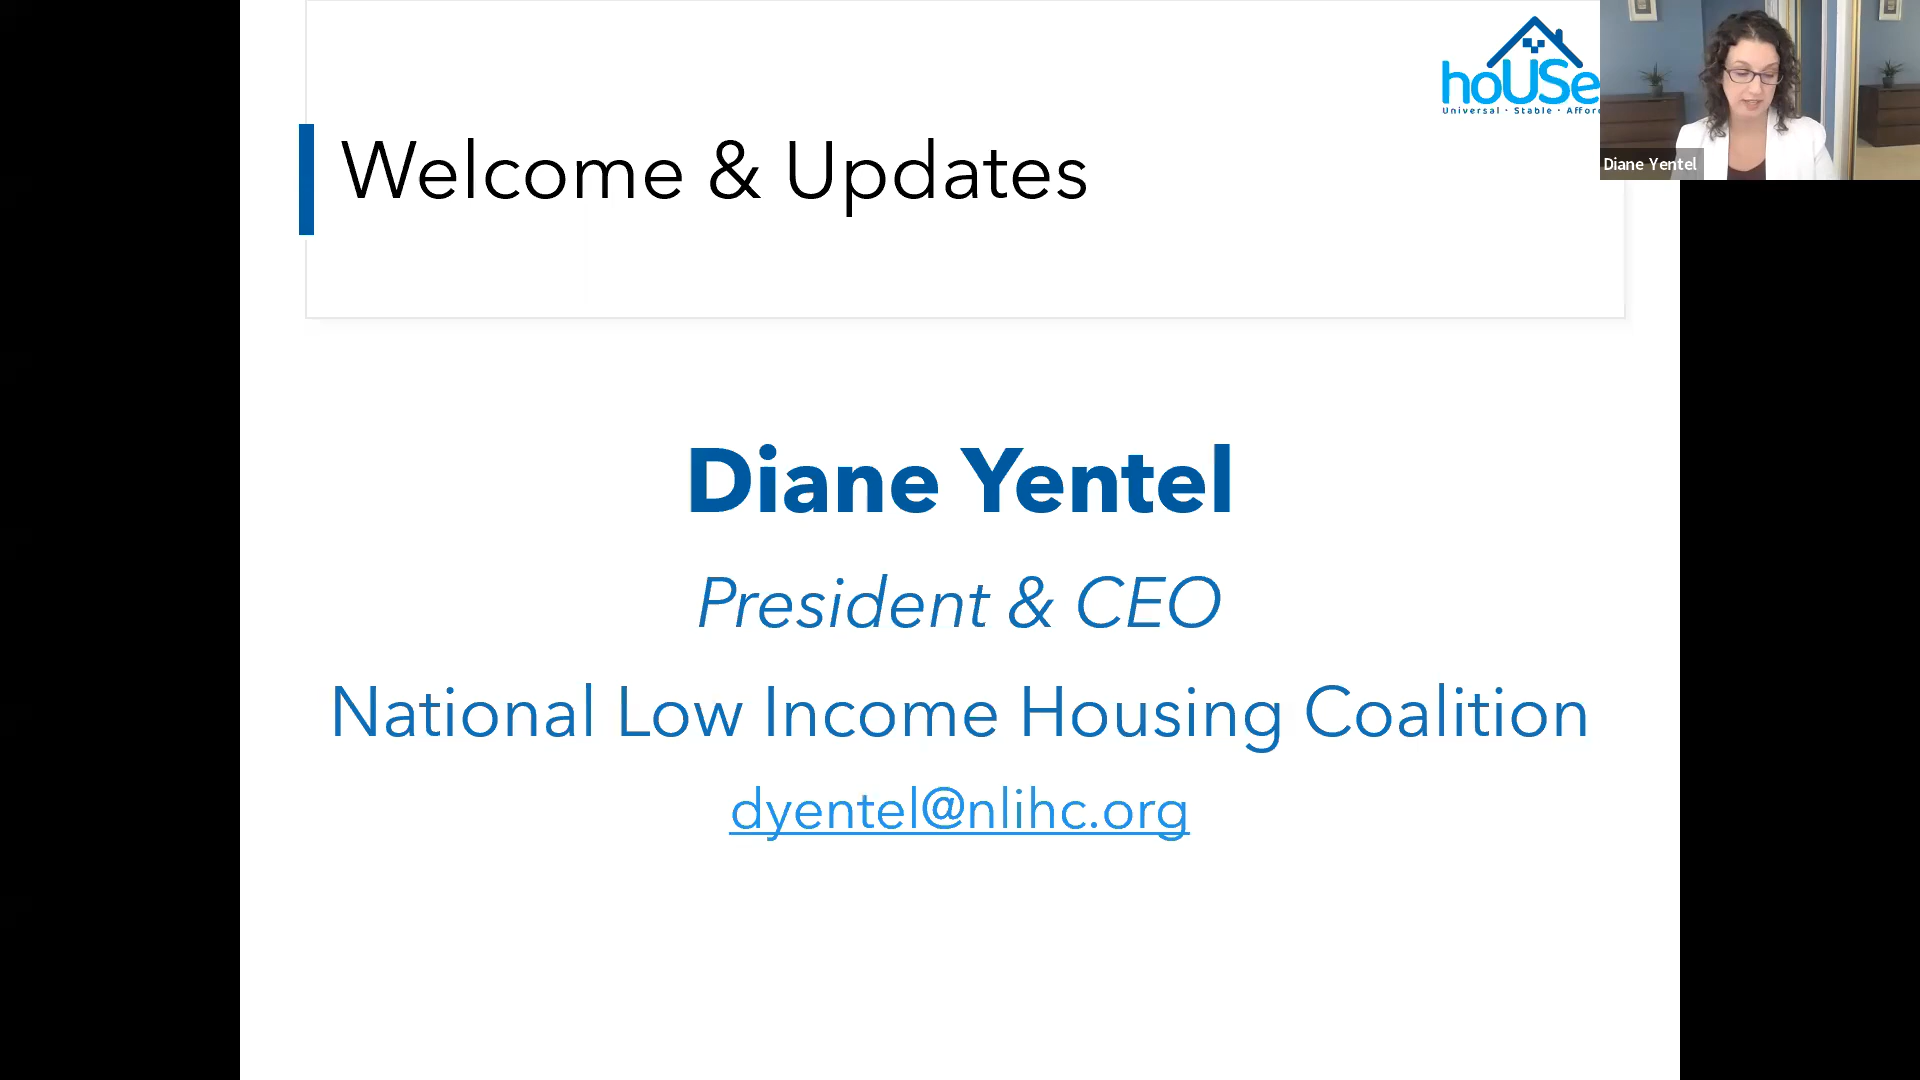 hoUSe
Universal · Stable ·
Diane Yentel
Welcome & Updates
Diane Yentel
President & CEO
National Low Income Housing Coalition
dyentel@nlihc.org